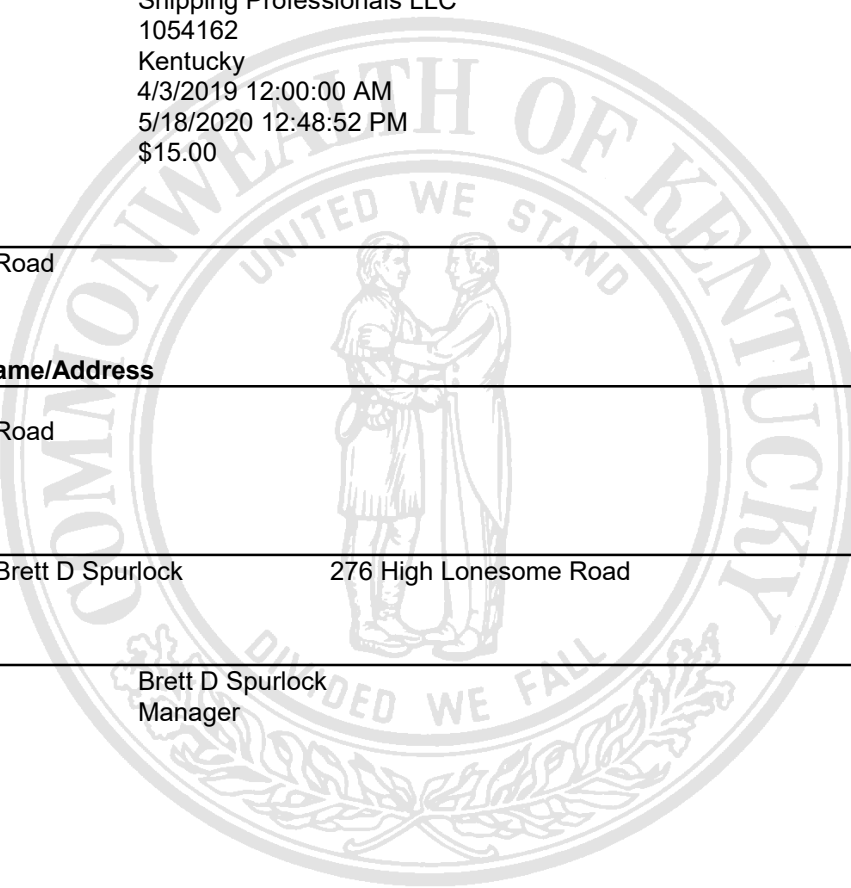 Shipping Professionals LLC
1054162
Kentucky
4/3/2019 12:00:00 AM
5/18/2020 12:48:52 PM
$15.00
Road
ame/Address
Road
Brett D Spurlock 276 High Lonesome Road
Brett D Spurlock
Manager
COMMONWEALTH OF KENTUCKY
UNITED WE STAND
DIVIDED WE FALL